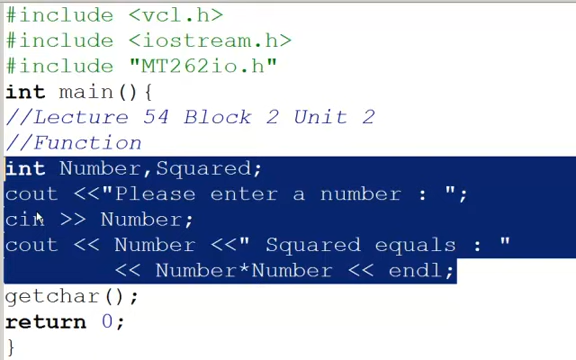 #include <vcl.h>
#include <iostream.h>
#include "MT262io.h"
int main(){
//Lecture 54 Block 2 Unit 2
//Function
int Number,Squared;
cout <<"Please enter a number : ";
cin >> Number;
cout << Number <<" Squared equals : "
<< Number*Number << endl;
getchar();
return 0;
}